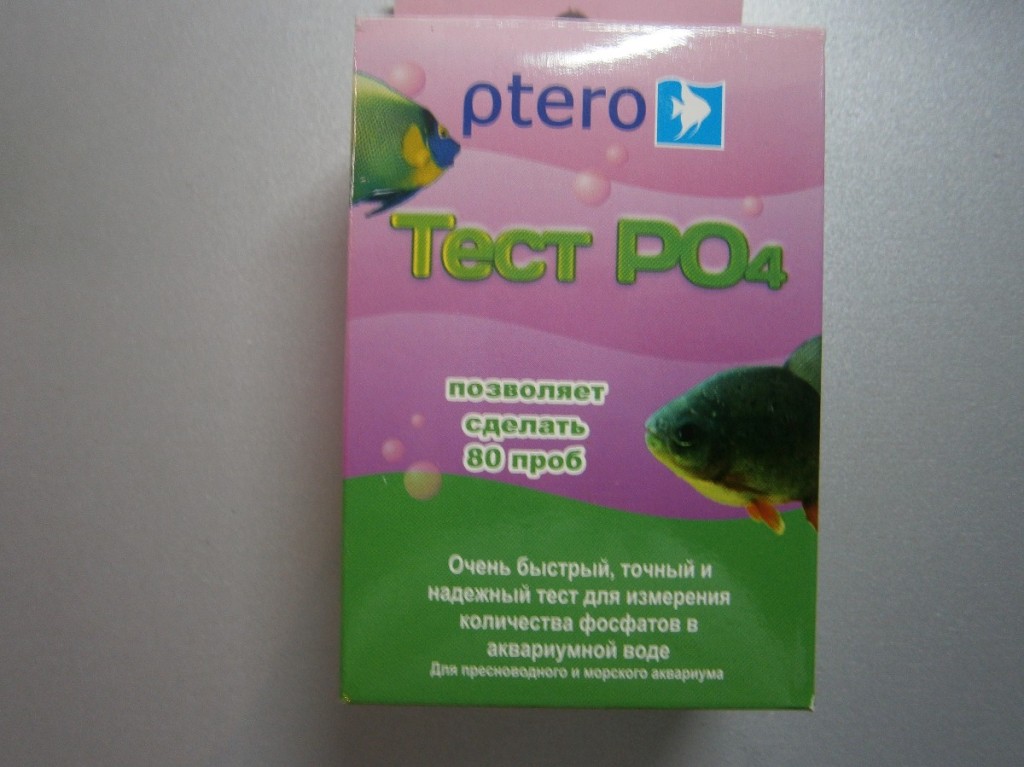 ptero
Тест PO4
позволяет
сделать
80 проб
Очень быстрый, точный и
надежный тест для измерения
количества фосфатов в
аквариумной воде
Для пресноводного и морского аквариума